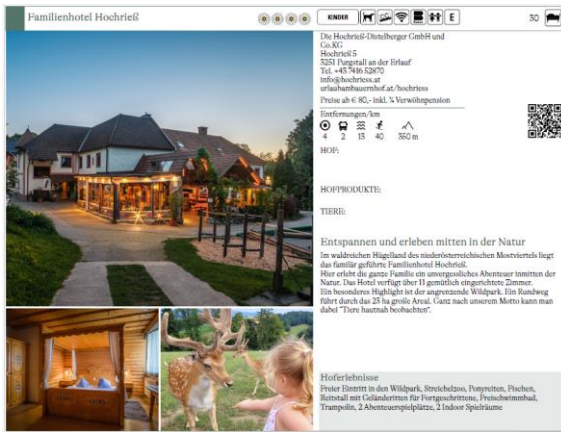 Familienhotel Hochrieß
KINDER
E
30
Die Hochrieß-Distelberger GmbH und
Co.KG
Hochrieß 5
3251 Purgstall an der Erlauf
Tel. +43 7416 52870
info@hochriess.at
urlaubambauernhof.at/hochriess
Preise ab € 80,- inkl. ¾ Verwöhnpension
Entfernungen/km
4 2 13 40 350 m
HOF:
HOFPRODUKTE:
TIERE:
Entspannen und erleben mitten in der Natur
Im waldreichen Hügelland des niederösterreichischen Mostviertels liegt
das familiär geführte Familienhotel Hochrieß.
Hier erlebt die ganze Familie ein unvergessliches Abenteuer inmitten der
Natur. Das Hotel verfügt über 11 gemütlich eingerichtete Zimmer.
Ein besonderes Highlight ist der angrenzende Wildpark. Ein Rundweg
führt durch das 25 ha große Areal. Ganz nach unserem Motto kann man
dabei "Tiere hautnah beobachten".
Hoferlebnisse
Freier Eintritt in den Wildpark, Streichelzoo, Ponyreiten, Fischen,
Reitstall mit Geländeritten für Fortgeschrittene, Freischwimmbad,
Trampolin, 2 Abenteuerspielplätze, 2 Indoor Spielräume